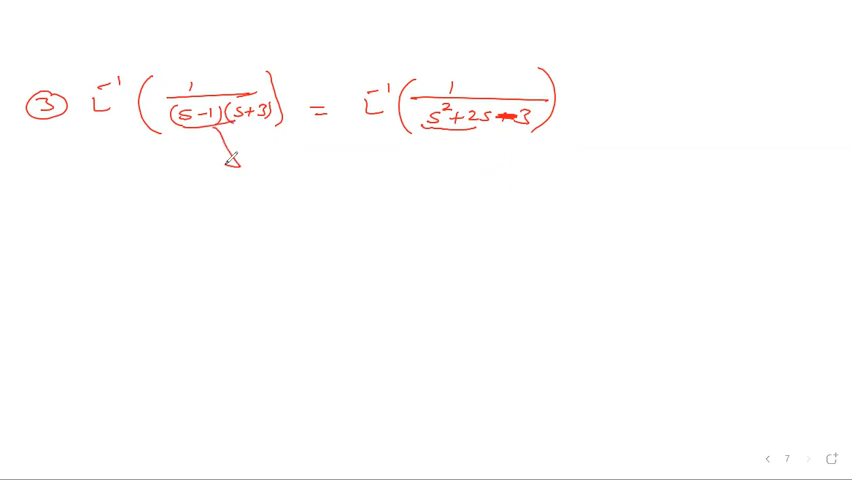 ③ L⁻¹ ( 1 / (s-1)(s+3) ) = L⁻¹ ( 1 / s²+2s-3 )
7